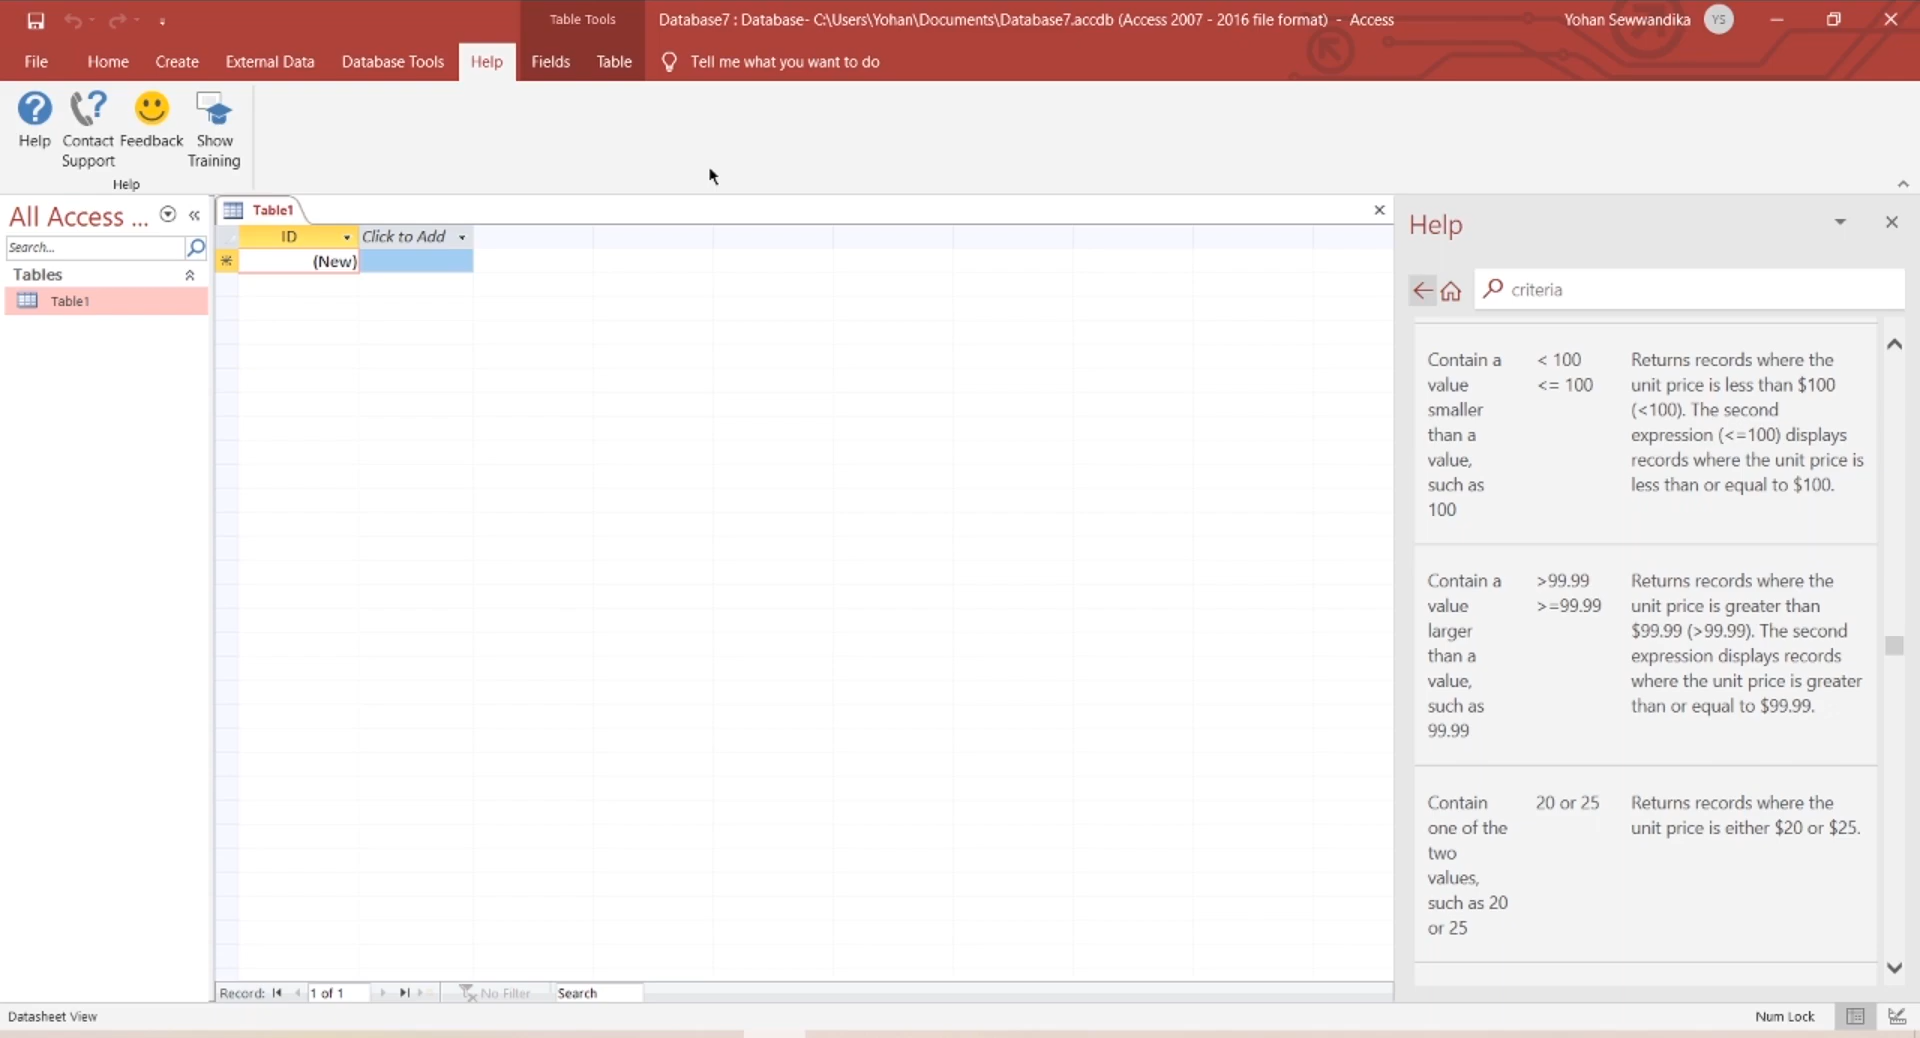 Table Tools
Database7 : Database- C:\Users\Yohan\Documents\Database7.accdb (Access 2007 - 2016 file format) - Access
Yohan Sewwandika
YS
File Home Create External Data Database Tools Help Fields Table Tell me what you want to do
Help
Contact
Support
Feedback
Show
Training
Help
All Access ...
Search...
Tables
Table1
Table1
ID Click to Add
(New)
Record: 1 of 1 No Filter Search
Help
criteria
Contain a
value
smaller
than a
value,
such as
100
< 100
<= 100
Returns records where the
unit price is less than $100
(<100). The second
expression (<=100) displays
records where the unit price is
less than or equal to $100.
Contain a
value
larger
than a
value,
such as
99.99
>99.99
>=99.99
Returns records where the
unit price is greater than
$99.99 (>99.99). The second
expression displays records
where the unit price is greater
than or equal to $99.99.
Contain
one of the
two
values,
such as 20
or 25
20 or 25
Returns records where the
unit price is either $20 or $25.
Datasheet View
Num Lock